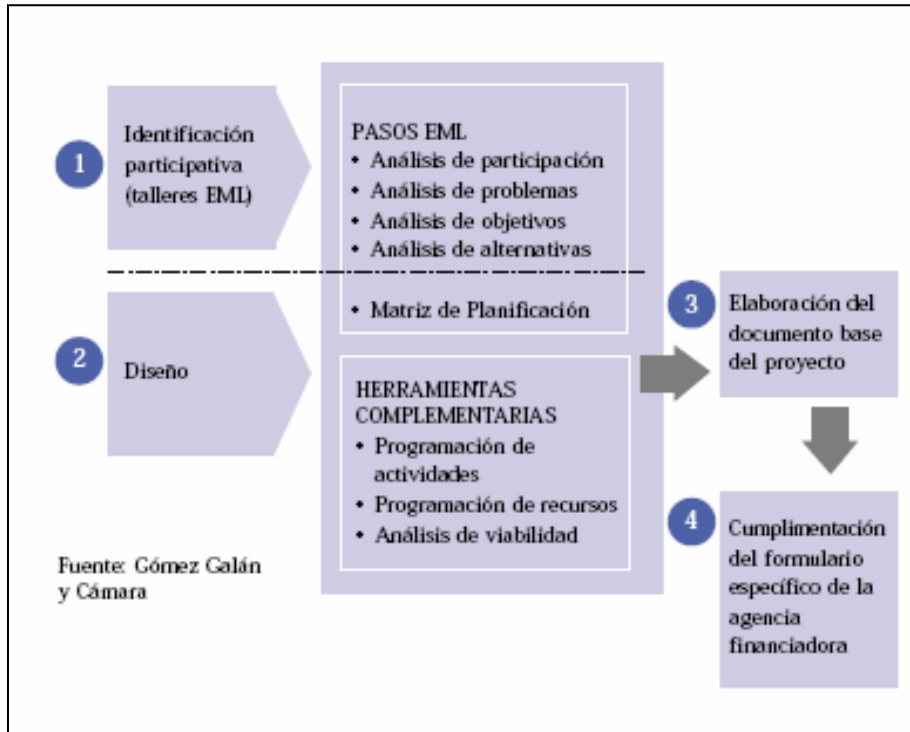 1
Identificación
participativa
(talleres EML)
PASOS EML
• Análisis de participación
• Análisis de problemas
• Análisis de objetivos
• Análisis de alternativas
• Matriz de Planificación
2
Diseño
HERRAMIENTAS
COMPLEMENTARIAS
• Programación de
actividades
• Programación de recursos
• Análisis de viabilidad
3
Elaboración del
documento base
del proyecto
4
Cumplimentación
del formulario
específico de la
agencia
financiadora
Fuente: Gómez Galán
y Cámara